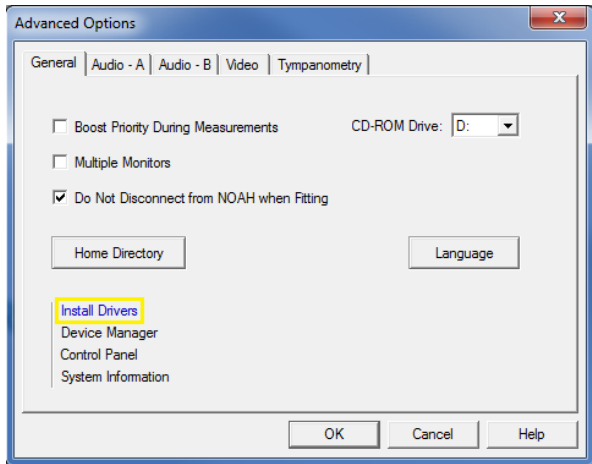 Advanced Options
General Audio - A Audio - B Video Tympanometry
Boost Priority During Measurements CD-ROM Drive: D:
Multiple Monitors
Do Not Disconnect from NOAH when Fitting
Home Directory Language
Install Drivers
Device Manager
Control Panel
System Information
OK Cancel Help